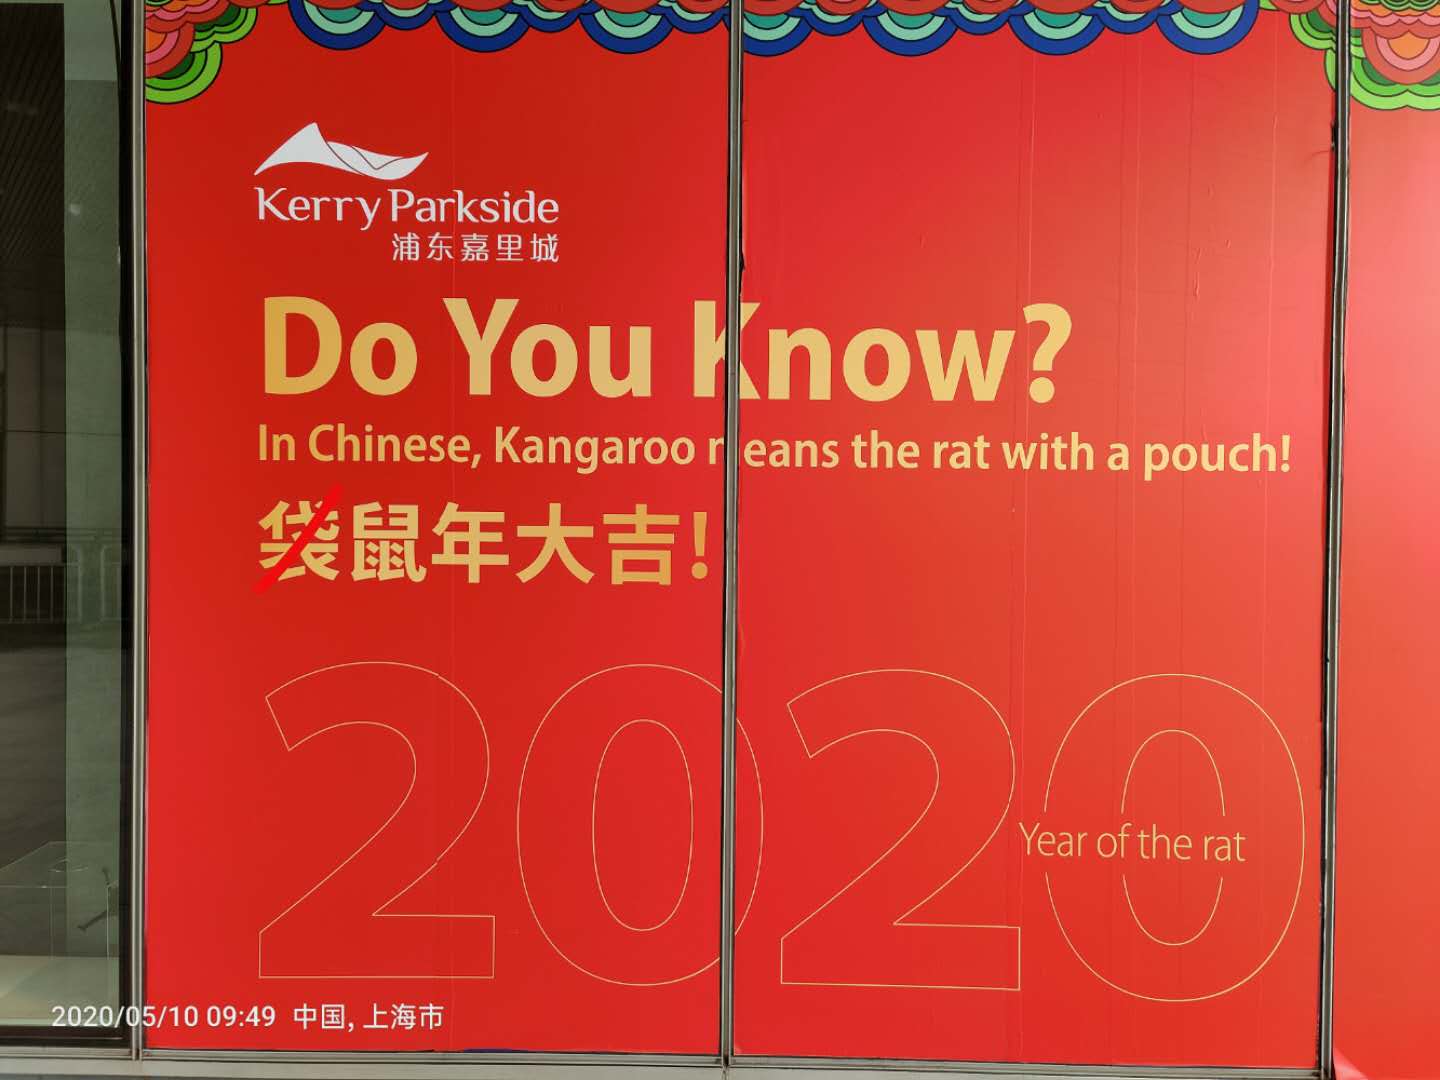 Kerry Parkside
浦东嘉里城
Do You Know?
In Chinese, Kangaroo means the rat with a pouch!
袋鼠年大吉!
2020
Year of the rat
2020/05/10 09:49 中国, 上海市